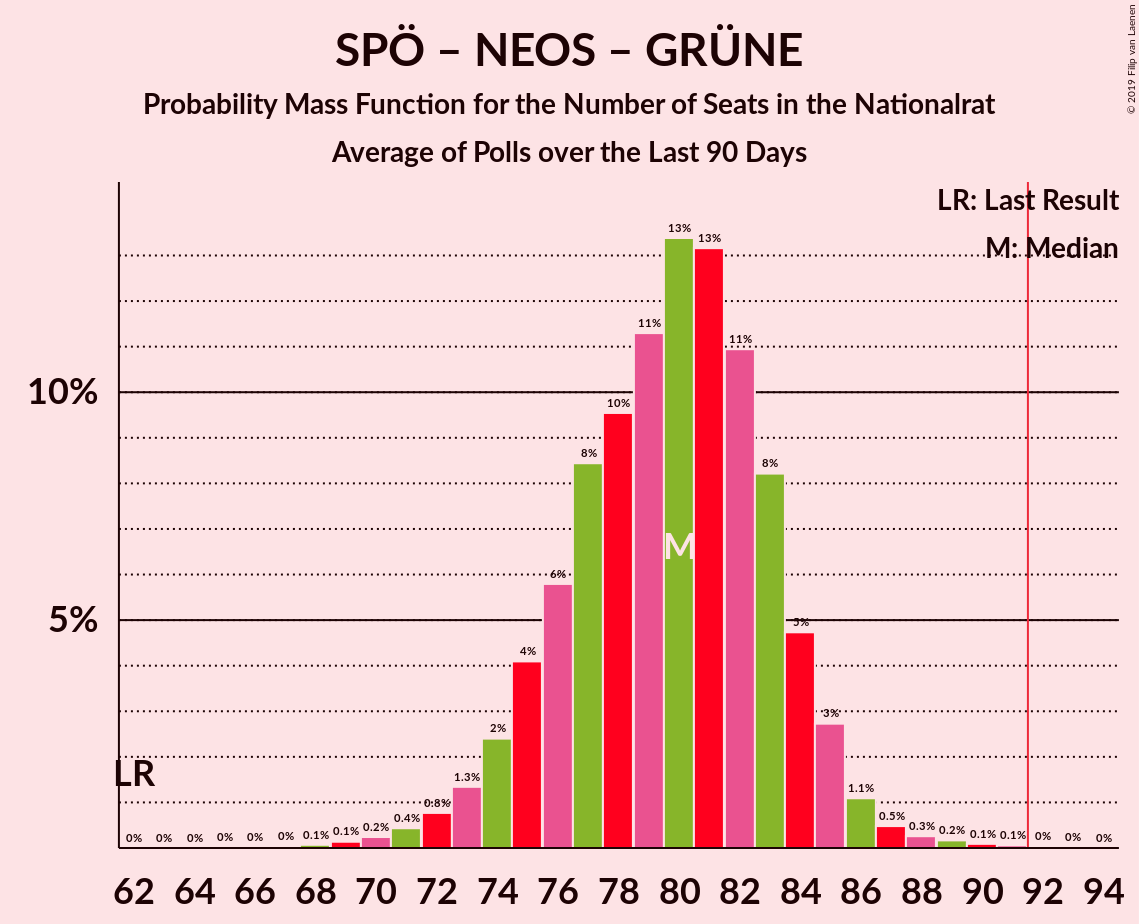 SPÖ – NEOS – GRÜNE
Probability Mass Function for the Number of Seats in the Nationalrat
Average of Polls over the Last 90 Days
© 2019 Filip van Laenen
LR: Last Result
M: Median
10%
5%
0% 0% 0% 0% 0% 0% 0.1% 0.1% 0.2% 0.4% 0.8% 1.3% 2% 4% 6% 8% 10% 11% 13% 13% 11% 8% 5% 3% 1.1% 0.5% 0.3% 0.2% 0.1% 0.1% 0% 0% 0%
M
LR
62 64 66 68 70 72 74 76 78 80 82 84 86 88 90 92 94